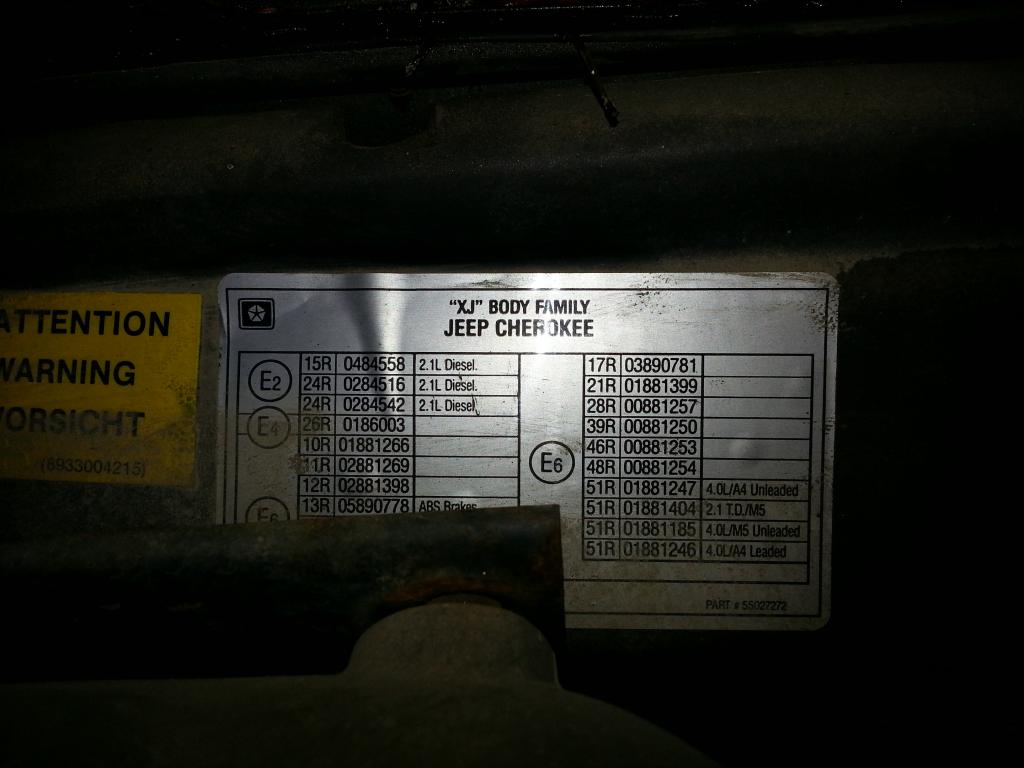 ATTENTION
WARNING
VORSICHT
(8933004215)
"XJ" BODY FAMILY
JEEP CHEROKEE
E2
15R 0484558 2.1L Diesel.
24R 0284516 2.1L Diesel.
24R 0284542 2.1L Diesel.
E4
26R 0186003
10R 01881266
11R 02881269
12R 02881398
E6
13R 05890778 ABS Brakes
E6
17R 03890781
21R 01881399
28R 00881257
39R 00881250
46R 00881253
48R 00881254
51R 01881247 4.0L/A4 Unleaded
51R 01881404 2.1 T.D./M5
51R 01881185 4.0L/M5 Unleaded
51R 01881246 4.0L/A4 Leaded
PART # 55027272